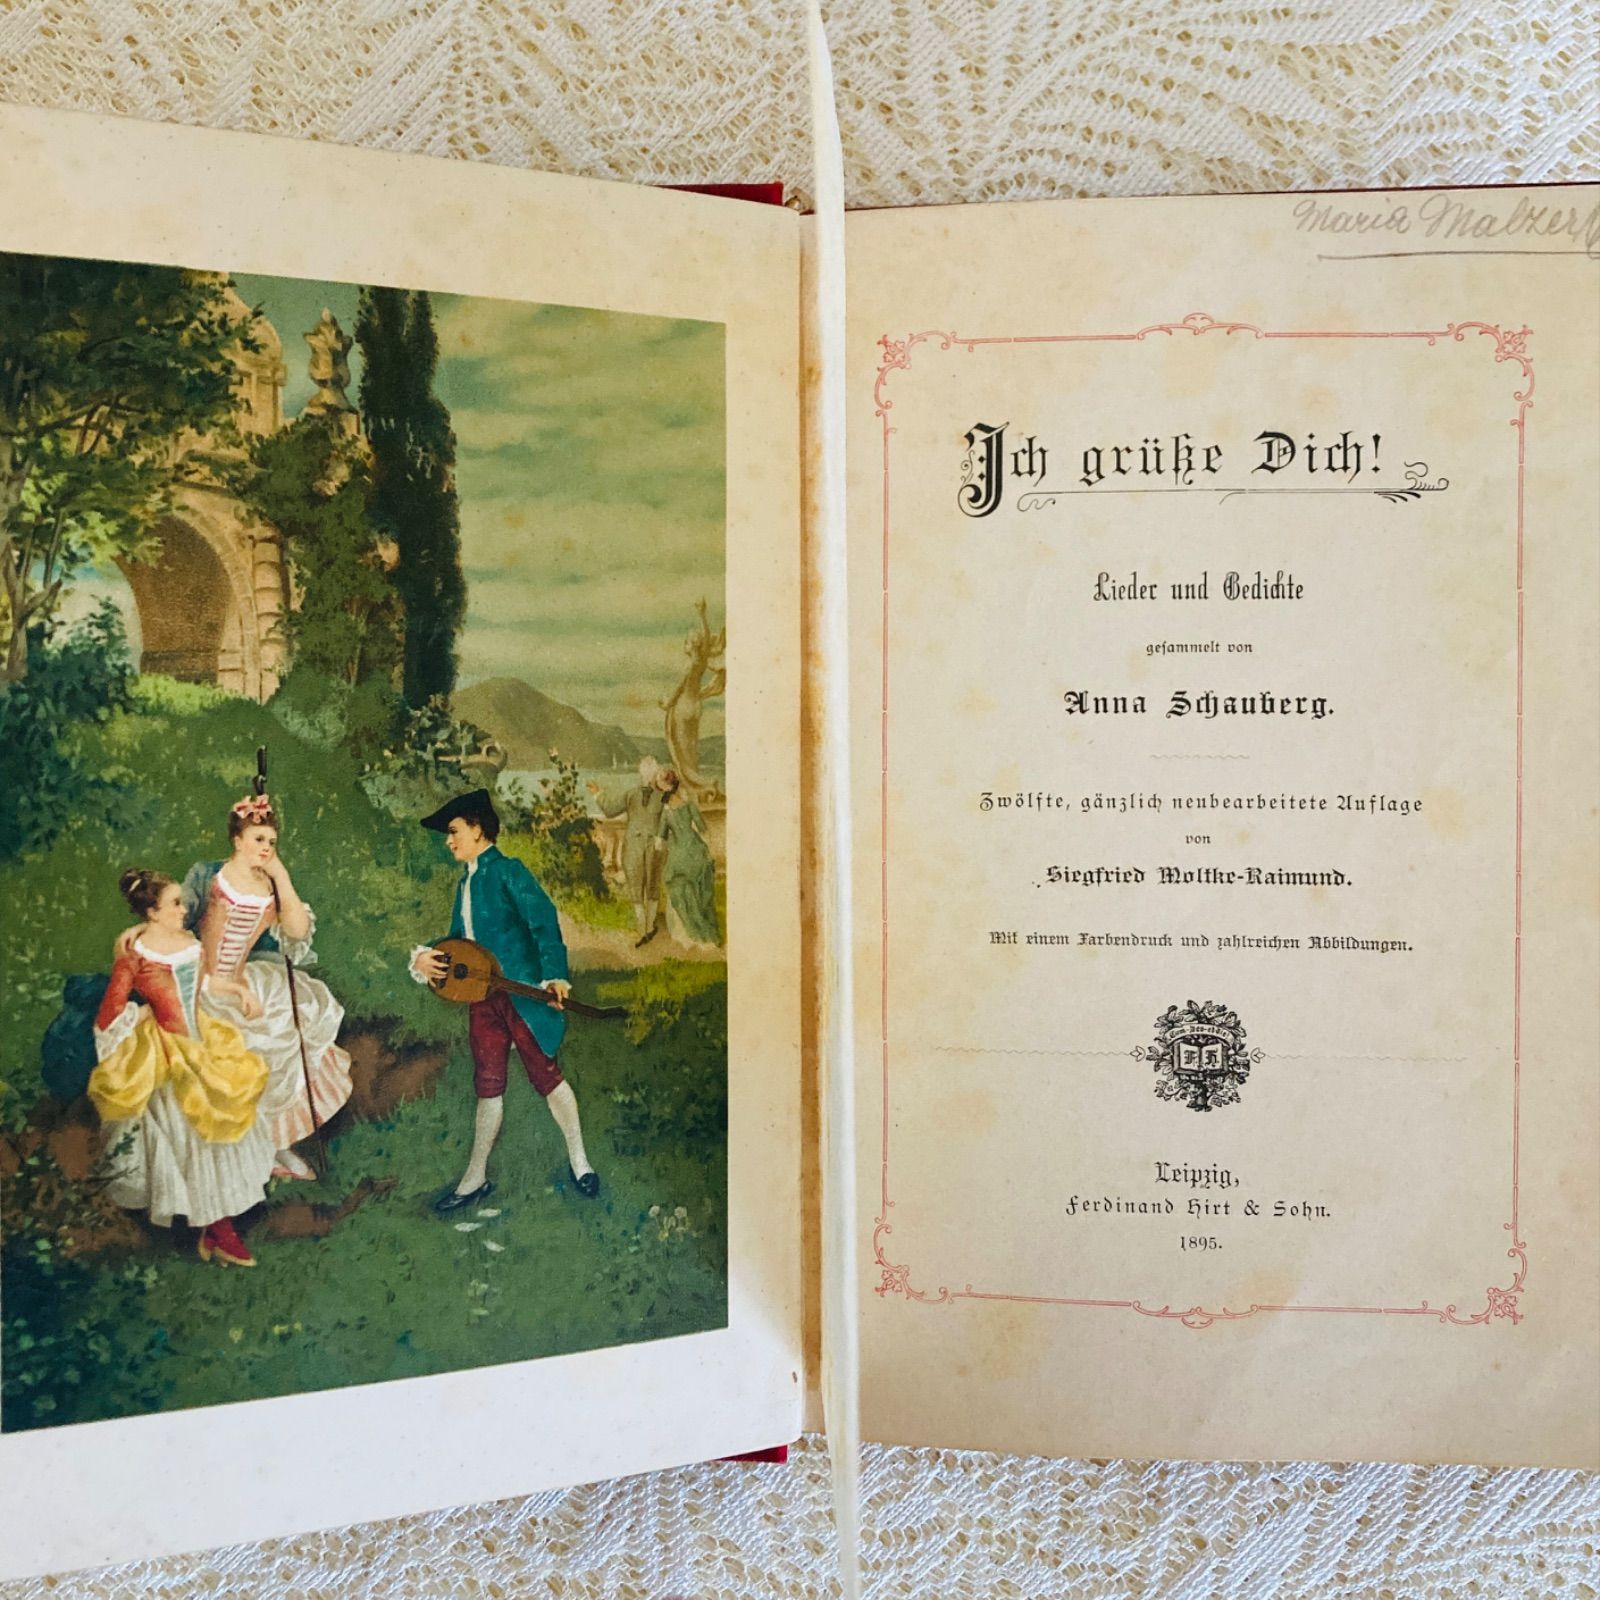 Maria Malzer
Ich grüße Dich!
Lieder und Gedichte
gesammelt von
Anna Schauberg.
Zwölfte, gänzlich neubearbeitete Auflage
von
Siegfried Moltke-Raimund.
Mit einem Farbendruck und zahlreichen Abbildungen.
F. H.
Leipzig,
Ferdinand Hirt & Sohn.
1895.